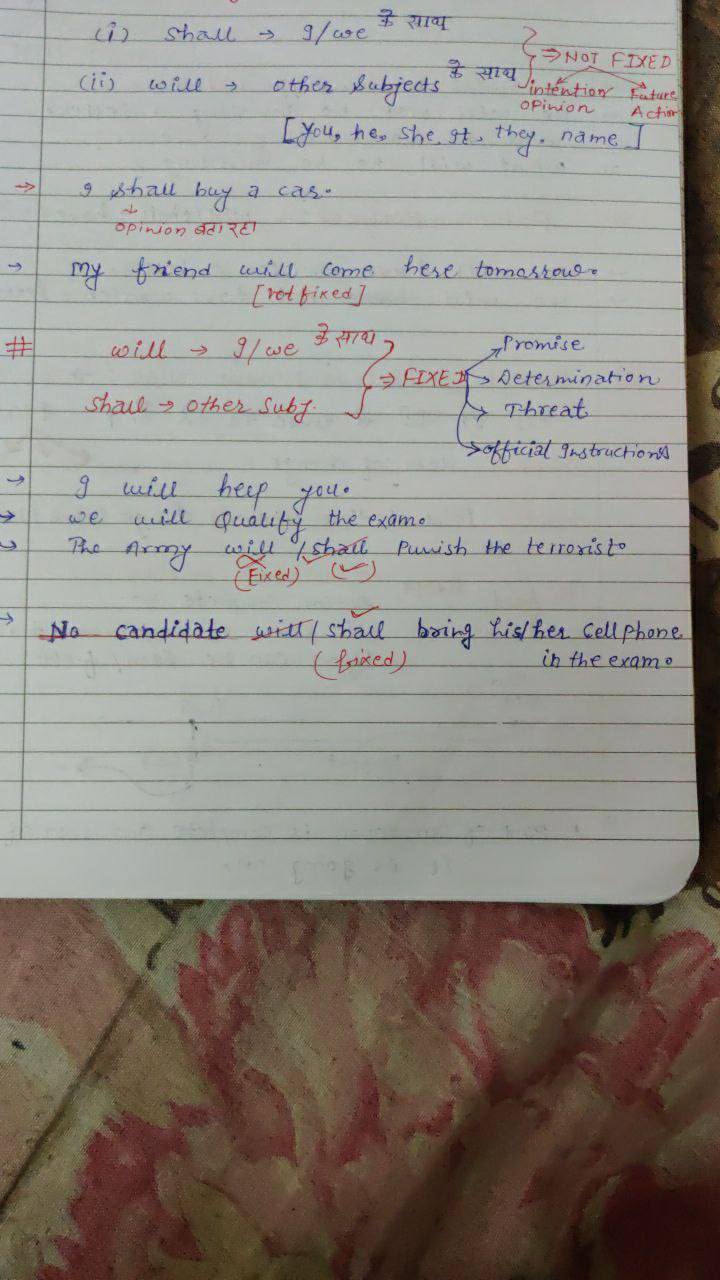 (i) shall → I/we के साथ
⇒ NOT FIXED
(ii) will → other subjects के साथ
intention opinion
Future Action
[you, he, she, It, they, name]
→ I shall buy a car.
opinion बता रहा
→ my friend will come here tomorrow.
[not fixed]
# will → I/we के साथ
⇒ FIXED
shall → other subj.
Promise
→ Determination
→ Threat
→ official Instructions
→ I will help you.
→ we will Qualify the exam.
→ The Army will / shall Punish the terrorist.
(Fixed) (✓)
→ No candidate will / shall bring his/her cell phone
(fixed) in the exam.